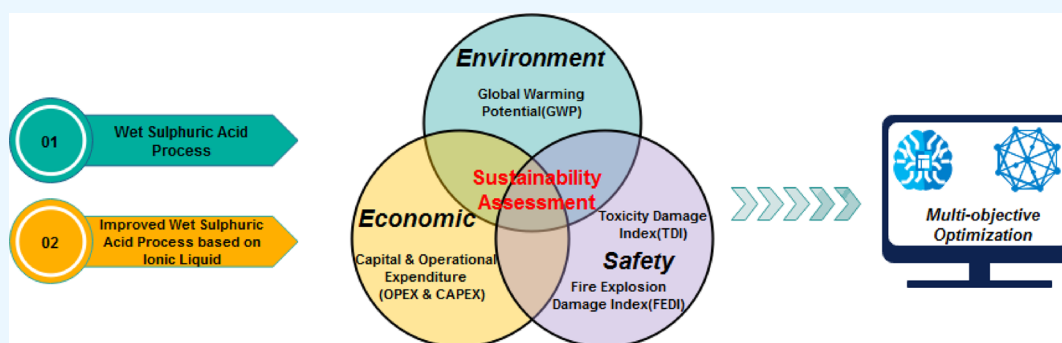 01
Wet Sulphuric Acid
Process
02
Improved Wet Sulphuric
Acid Process based on
Ionic Liquid
Environment
Global Warming
Potential(GWP)
Sustainability
Assessment
Economic
Capital & Operational
Expenditure
(OPEX & CAPEX)
Toxicity Damage
Index(TDI)
Safety
Fire Explosion
Damage Index(FEDI)
Multi-objective
Optimization